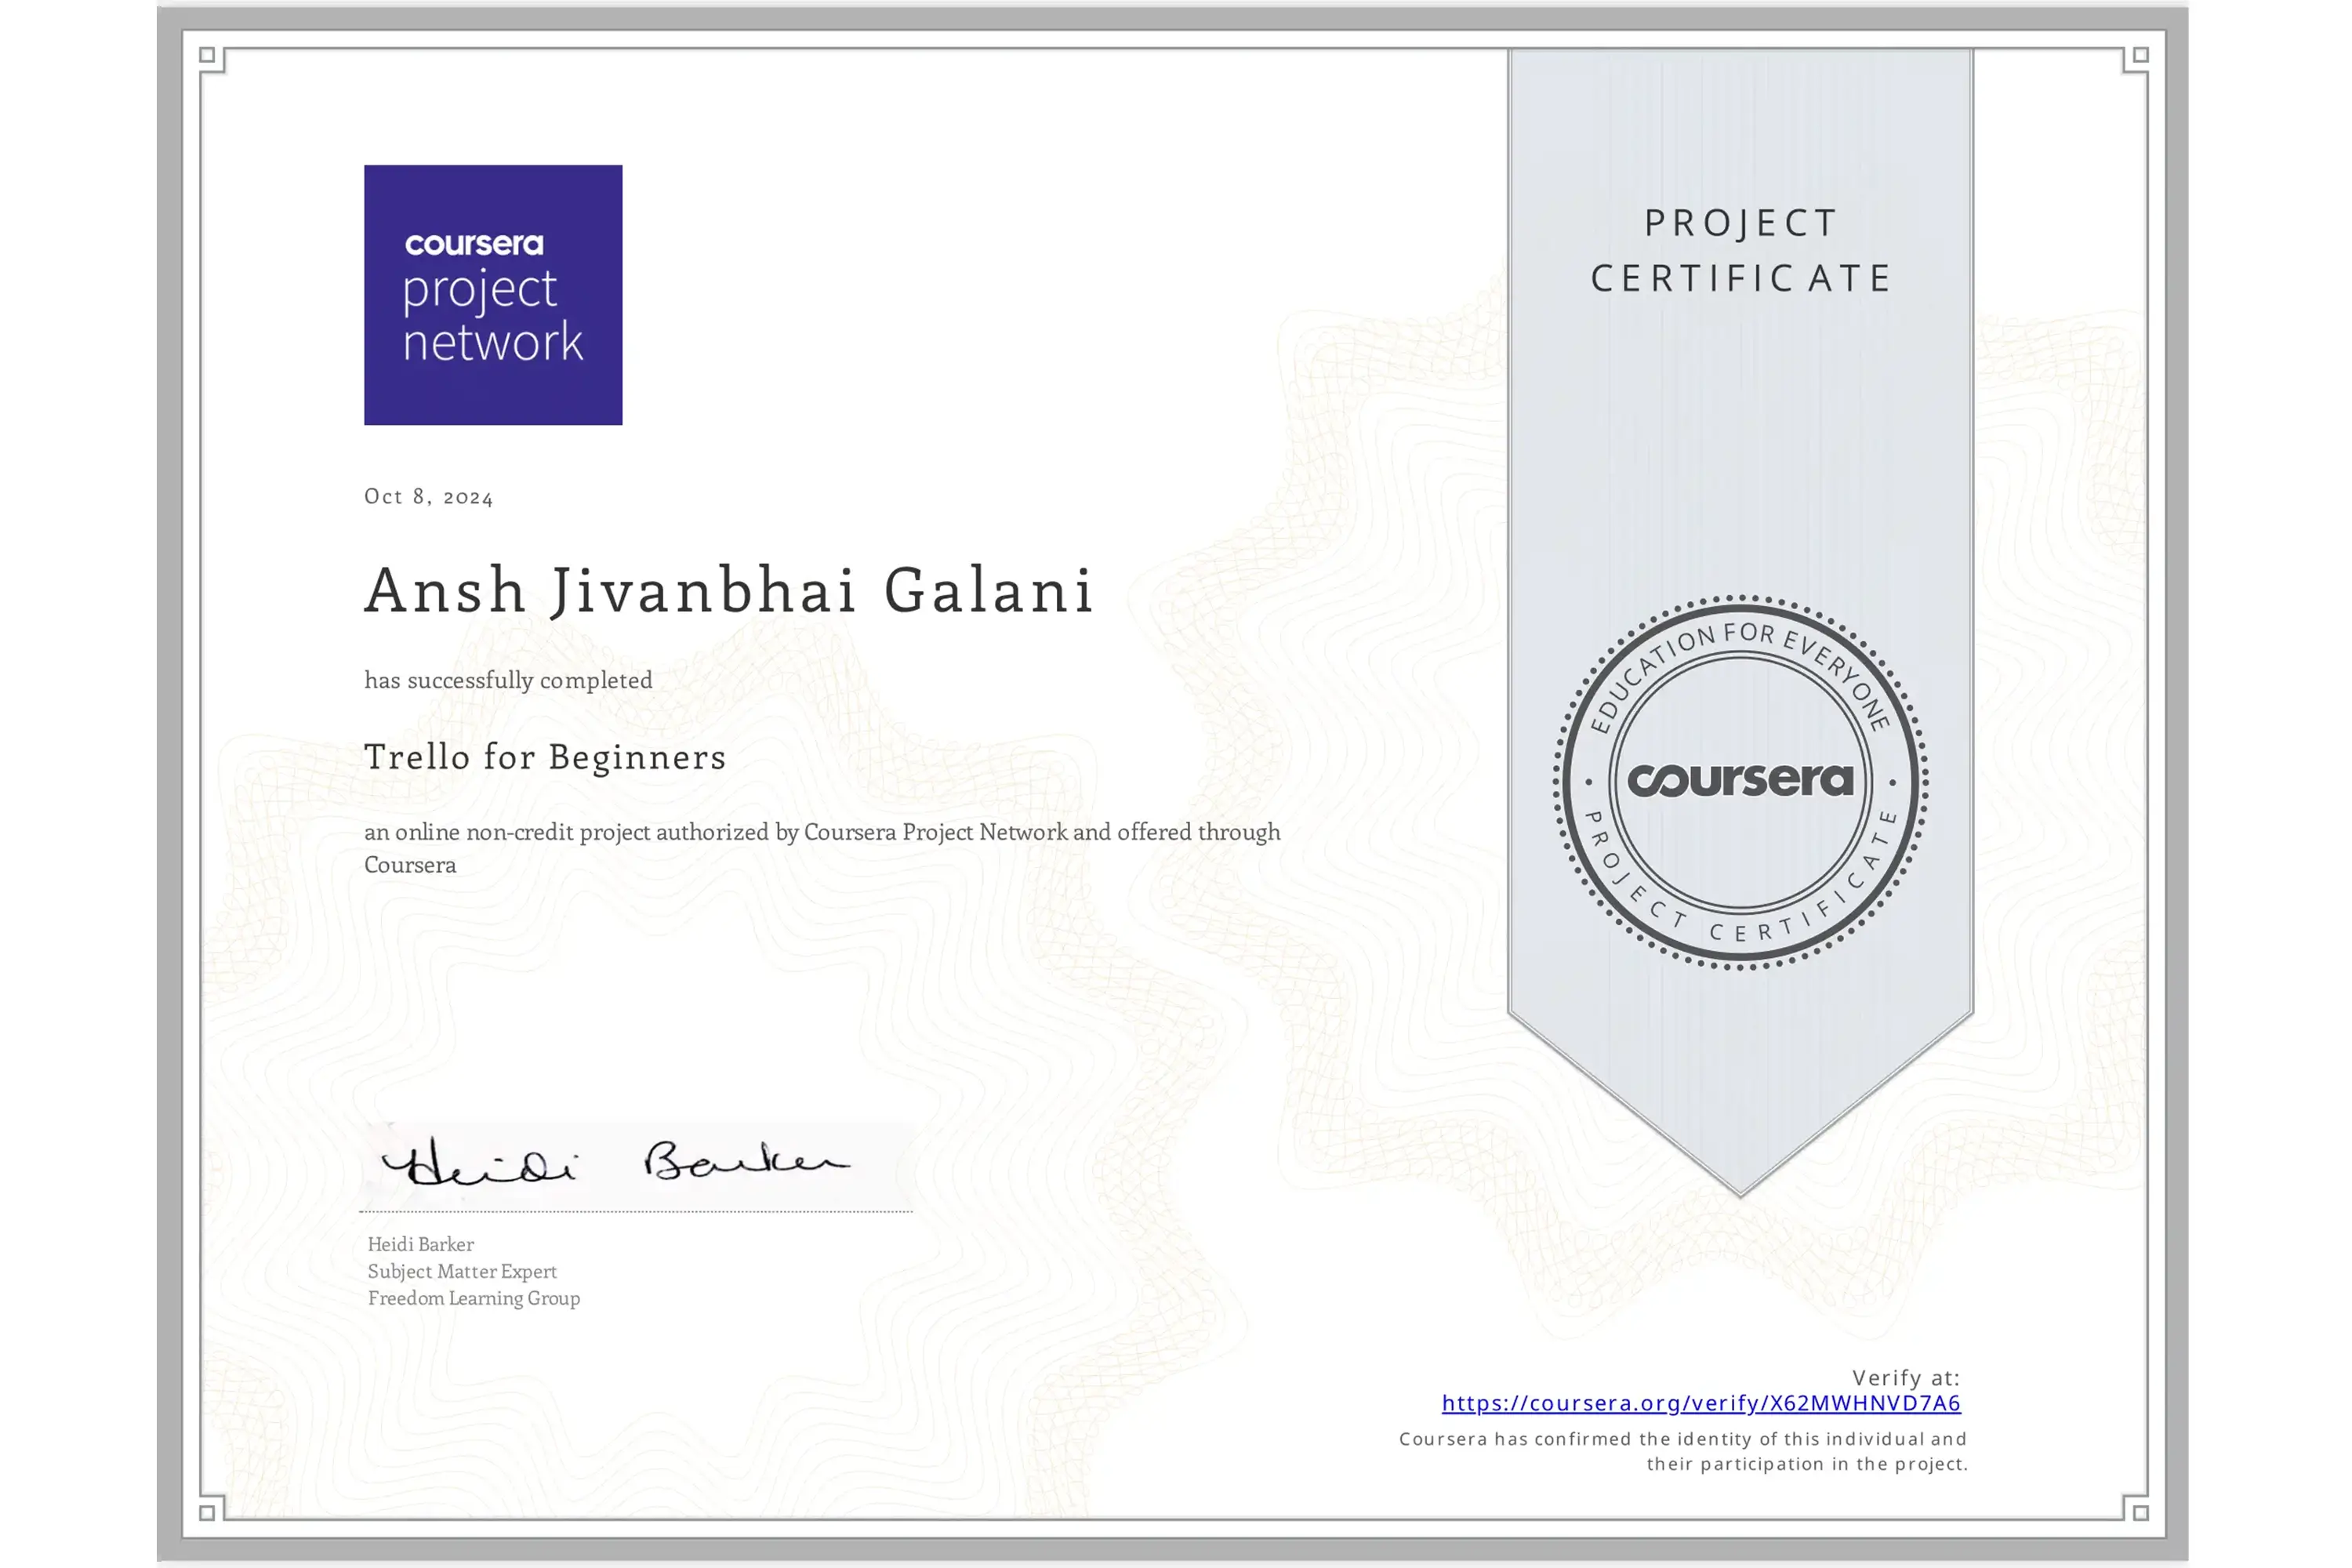 coursera
project
network
PROJECT
CERTIFICATE
Oct 8, 2024
Ansh Jivanbhai Galani
has successfully completed
Trello for Beginners
an online non-credit project authorized by Coursera Project Network and offered through
Coursera
EDUCATION FOR EVERYONE
coursera
PROJECT CERTIFICATE
Heidi Barker
Heidi Barker
Subject Matter Expert
Freedom Learning Group
Verify at:
https://coursera.org/verify/X62MWHNVD7A6
Coursera has confirmed the identity of this individual and
their participation in the project.